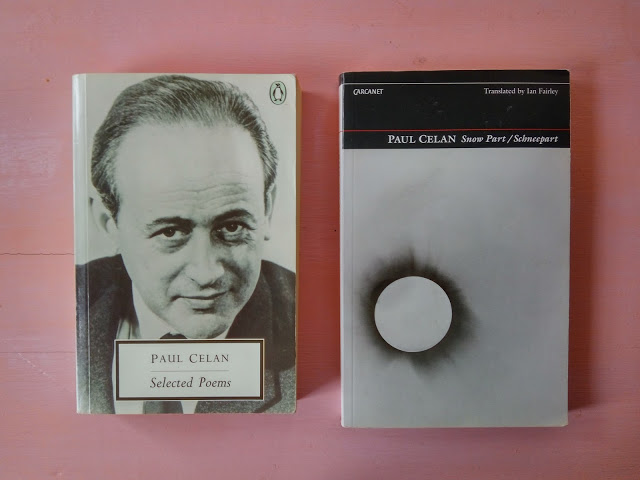 PAUL CELAN
Selected Poems
CARCANET
Translated by Ian Fairley
PAUL CELAN Snow Part / Schneepart